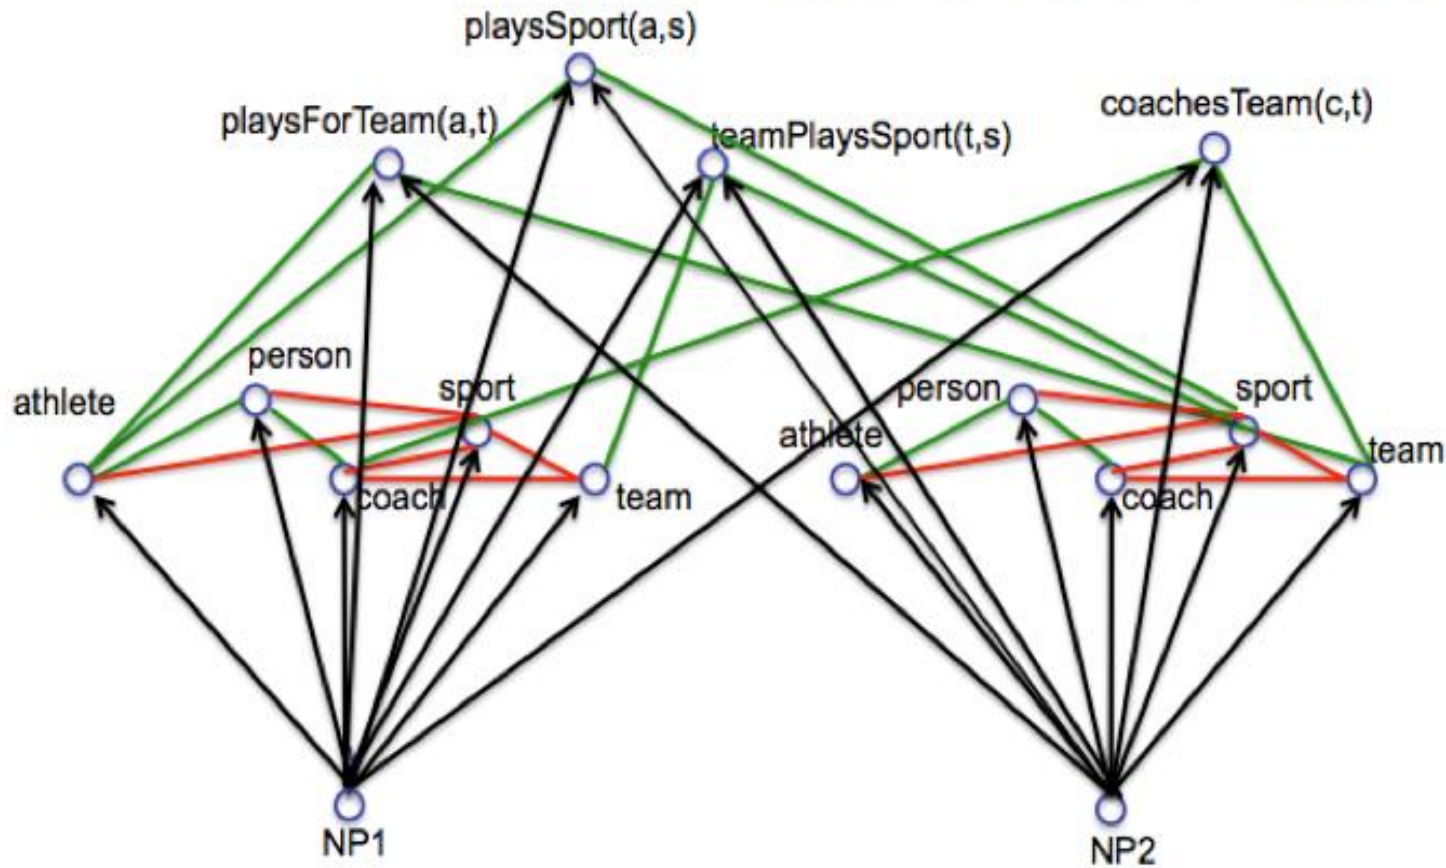 playsSport(a,s)
playsForTeam(a,t)
teamPlaysSport(t,s)
coachesTeam(c,t)
person
sport
athlete
coach
team
person
sport
athlete
team
coach
NP1
NP2